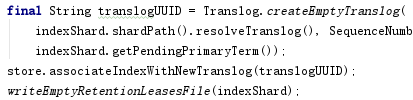 final String translogUUID = Translog.createEmptyTranslog(
indexShard.shardPath().resolveTranslog(), SequenceNumb
indexShard.getPendingPrimaryTerm());
store.associateIndexWithNewTranslog(translogUUID);
writeEmptyRetentionLeasesFile(indexShard);